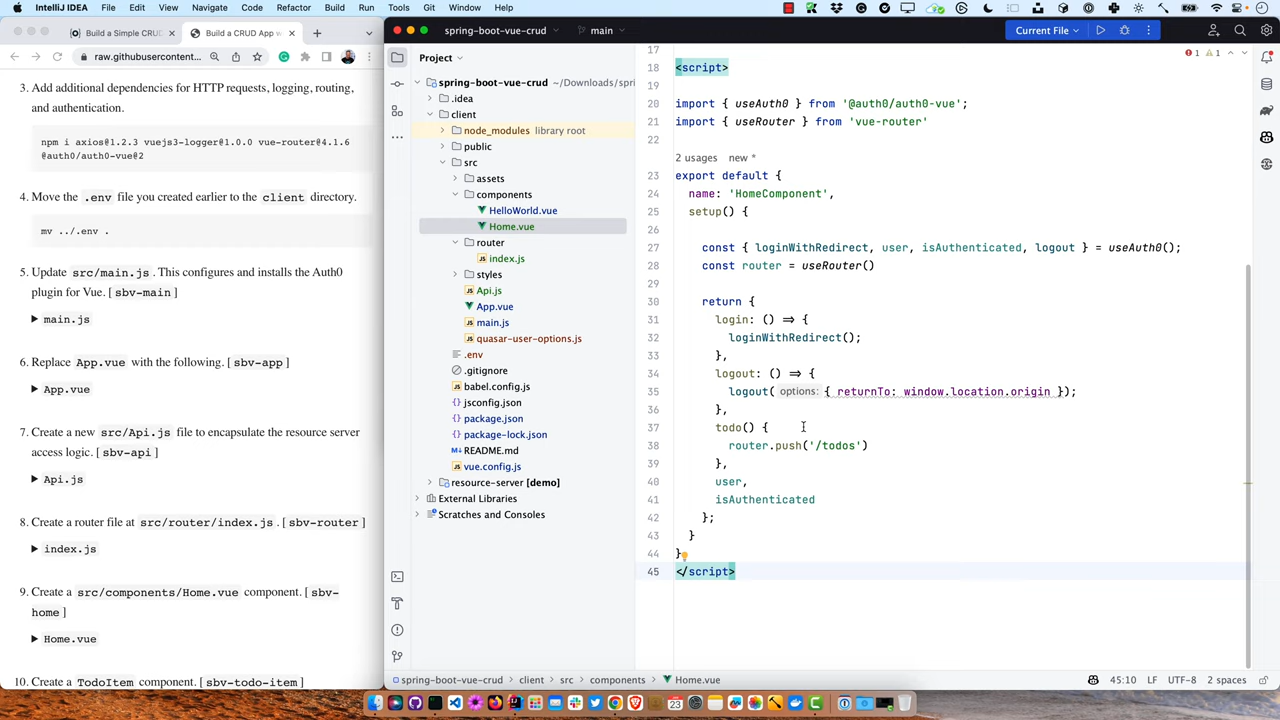 IntelliJ IDEA File Edit View Navigate Code Refactor Build Run Tools Git Window Help
Build a Simple CRUD
Build a CRUD App w
raw.githubusercontent...
spring-boot-vue-crud
main
Current File
3. Add additional dependencies for HTTP requests, logging, routing,
and authentication.
npm i axios@1.2.3 vuejs3-logger@1.0.0 vue-router@4.1.6
@auth0/auth0-vue@2
4. Move the .env file you created earlier to the client directory.
mv ../.env .
5. Update src/main.js. This configures and installs the Auth0
plugin for Vue. [sbv-main]
main.js
6. Replace App.vue with the following. [sbv-app]
App.vue
7. Create a new src/Api.js file to encapsulate the resource server
access logic. [sbv-api]
Api.js
8. Create a router file at src/router/index.js. [sbv-router]
index.js
9. Create a src/components/Home.vue component. [sbv-
home]
Home.vue
10. Create a TodoItem component. [sbv-todo-item]
Project
spring-boot-vue-crud ~/Downloads/spri
.idea
client
node_modules library root
public
src
assets
components
HelloWorld.vue
Home.vue
router
index.js
styles
Api.js
App.vue
main.js
quasar-user-options.js
.env
.gitignore
babel.config.js
jsconfig.json
package.json
package-lock.json
README.md
vue.config.js
resource-server [demo]
External Libraries
Scratches and Consoles
1 1
17
18 <script>
19
20 import { useAuth0 } from '@auth0/auth0-vue';
21 import { useRouter } from 'vue-router'
22
2 usages new *
23 export default {
24 name: 'HomeComponent',
25 setup() {
26
27 const { loginWithRedirect, user, isAuthenticated, logout } = useAuth0();
28 const router = useRouter()
29
30 return {
31 login: () => {
32 loginWithRedirect();
33 },
34 logout: () => {
35 logout( options: { returnTo: window.location.origin });
36 },
37 todo() {
38 router.push('/todos')
39 },
40 user,
41 isAuthenticated
42 };
43 }
44 }
45 </script>
spring-boot-vue-crud client src components Home.vue
45:10 LF UTF-8 2 spaces
23